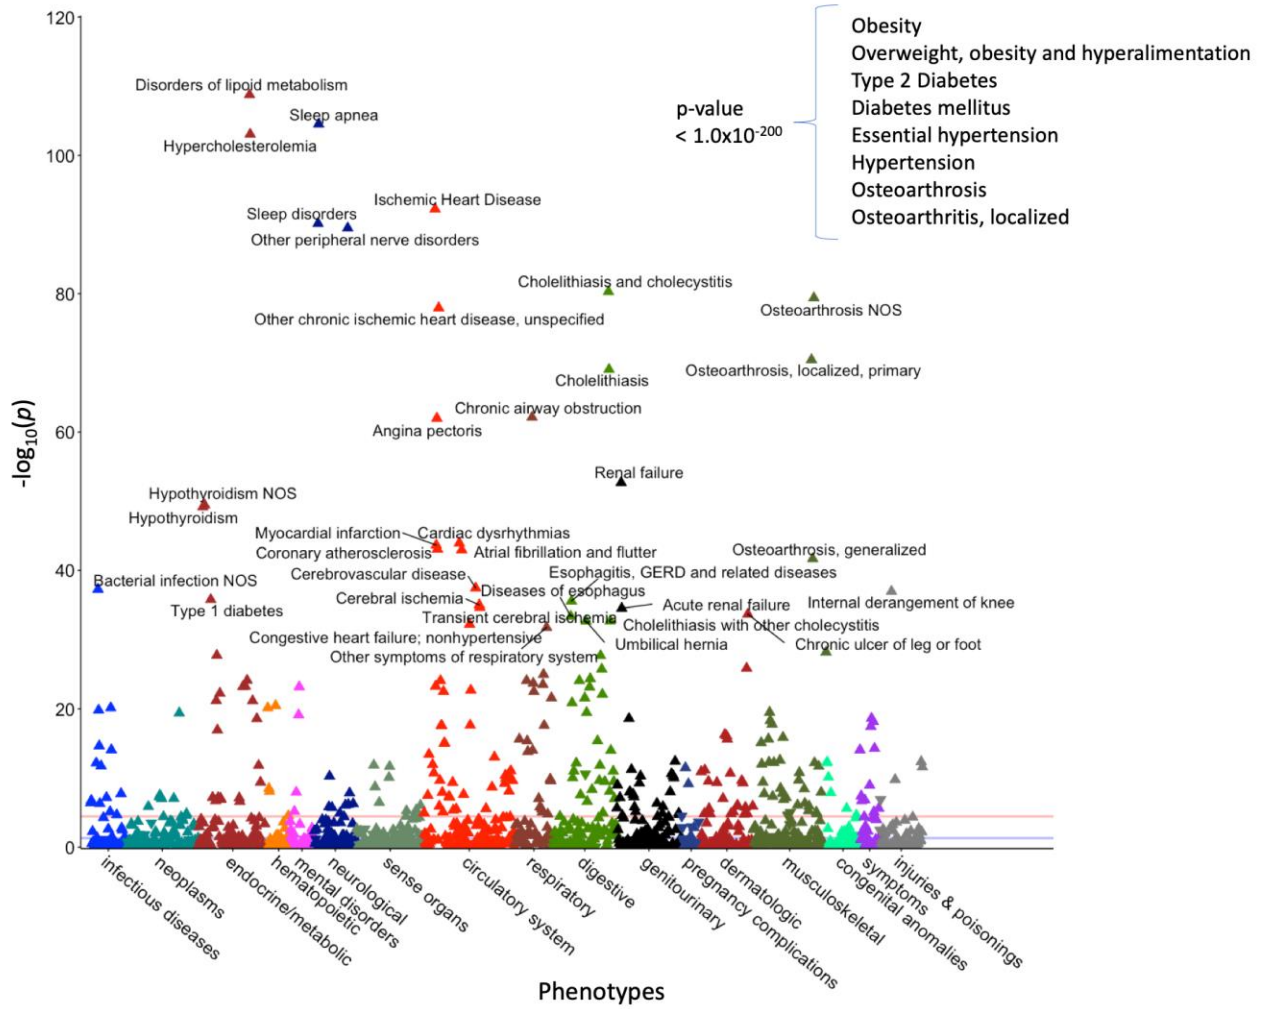 120
100
80
60
40
20
0
-log10(p)
p-value
< 1.0x10-200
Obesity
Overweight, obesity and hyperalimentation
Type 2 Diabetes
Diabetes mellitus
Essential hypertension
Hypertension
Osteoarthrosis
Osteoarthritis, localized
Disorders of lipoid metabolism
Sleep apnea
Hypercholesterolemia
Ischemic Heart Disease
Sleep disorders
Other peripheral nerve disorders
Cholelithiasis and cholecystitis
Osteoarthrosis NOS
Other chronic ischemic heart disease, unspecified
Osteoarthrosis, localized, primary
Cholelithiasis
Chronic airway obstruction
Angina pectoris
Renal failure
Hypothyroidism NOS
Hypothyroidism
Myocardial infarction
Cardiac dysrhythmias
Coronary atherosclerosis
Atrial fibrillation and flutter
Osteoarthrosis, generalized
Cerebrovascular disease
Esophagitis, GERD and related diseases
Bacterial infection NOS
Diseases of esophagus
Cerebral ischemia
Acute renal failure
Internal derangement of knee
Type 1 diabetes
Transient cerebral ischemia
Cholelithiasis with other cholecystitis
Congestive heart failure; nonhypertensive
Umbilical hernia
Chronic ulcer of leg or foot
Other symptoms of respiratory system
infectious diseases
neoplasms
endocrine/metabolic
hematopoietic
mental disorders
neurological
sense organs
circulatory system
respiratory
digestive
genitourinary
pregnancy complications
dermatologic
musculoskeletal
congenital anomalies
symptoms
injuries & poisonings
Phenotypes